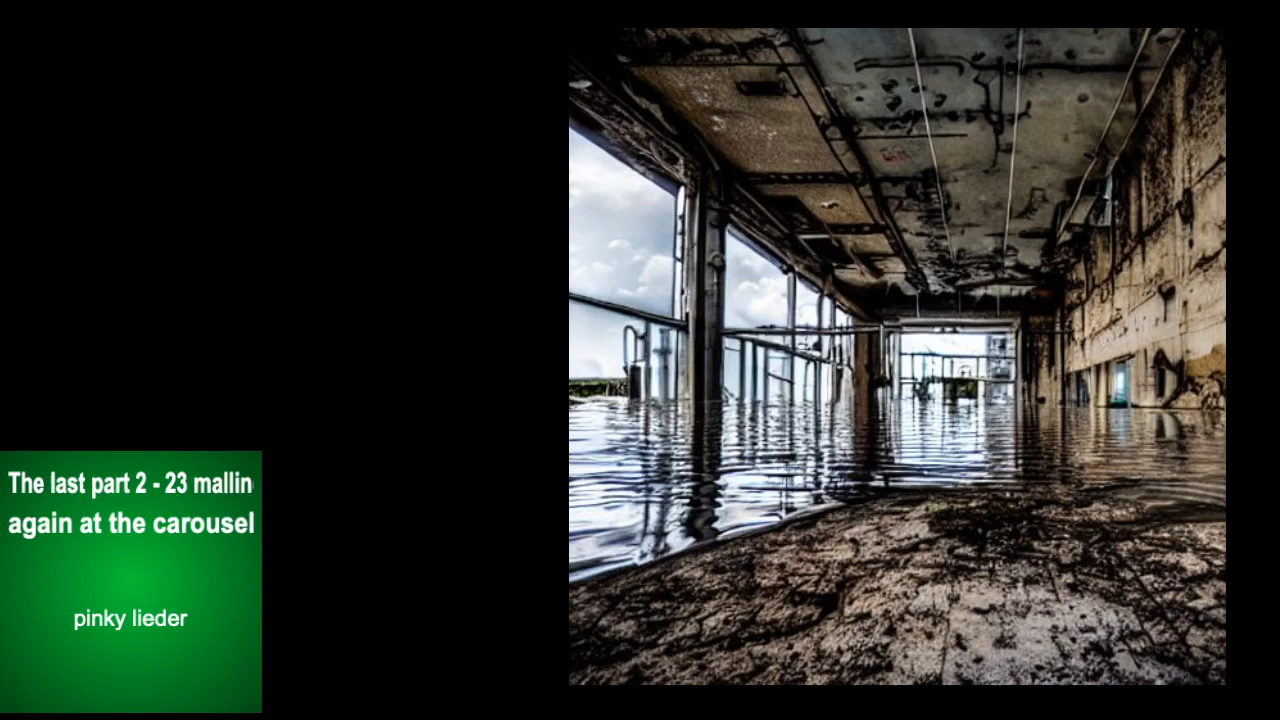 The last part 2 - 23 mallin
again at the carousel
pinky lieder